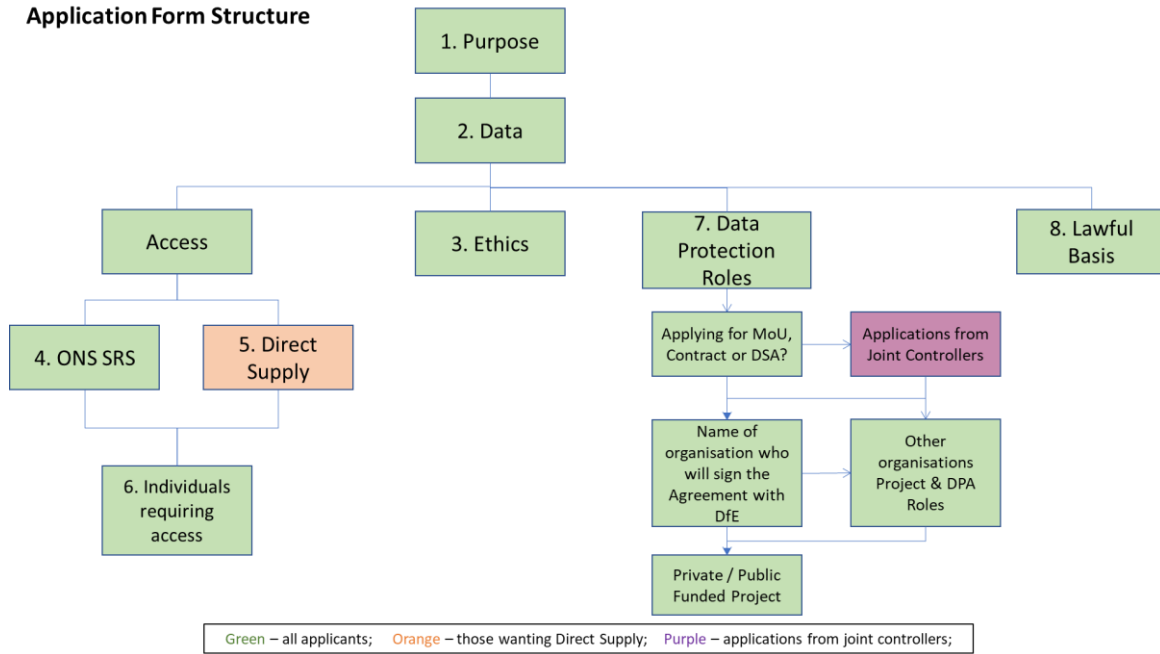 Application Form Structure
1. Purpose
2. Data
Access
3. Ethics
7. Data
Protection
Roles
8. Lawful
Basis
4. ONS SRS
5. Direct
Supply
Applying for MoU,
Contract or DSA?
Applications from
Joint Controllers
6. Individuals
requiring
access
Name of
organisation who
will sign the
Agreement with
DfE
Other
organisations
Project & DPA
Roles
Private / Public
Funded Project
Green – all applicants; Orange – those wanting Direct Supply; Purple – applications from joint controllers;